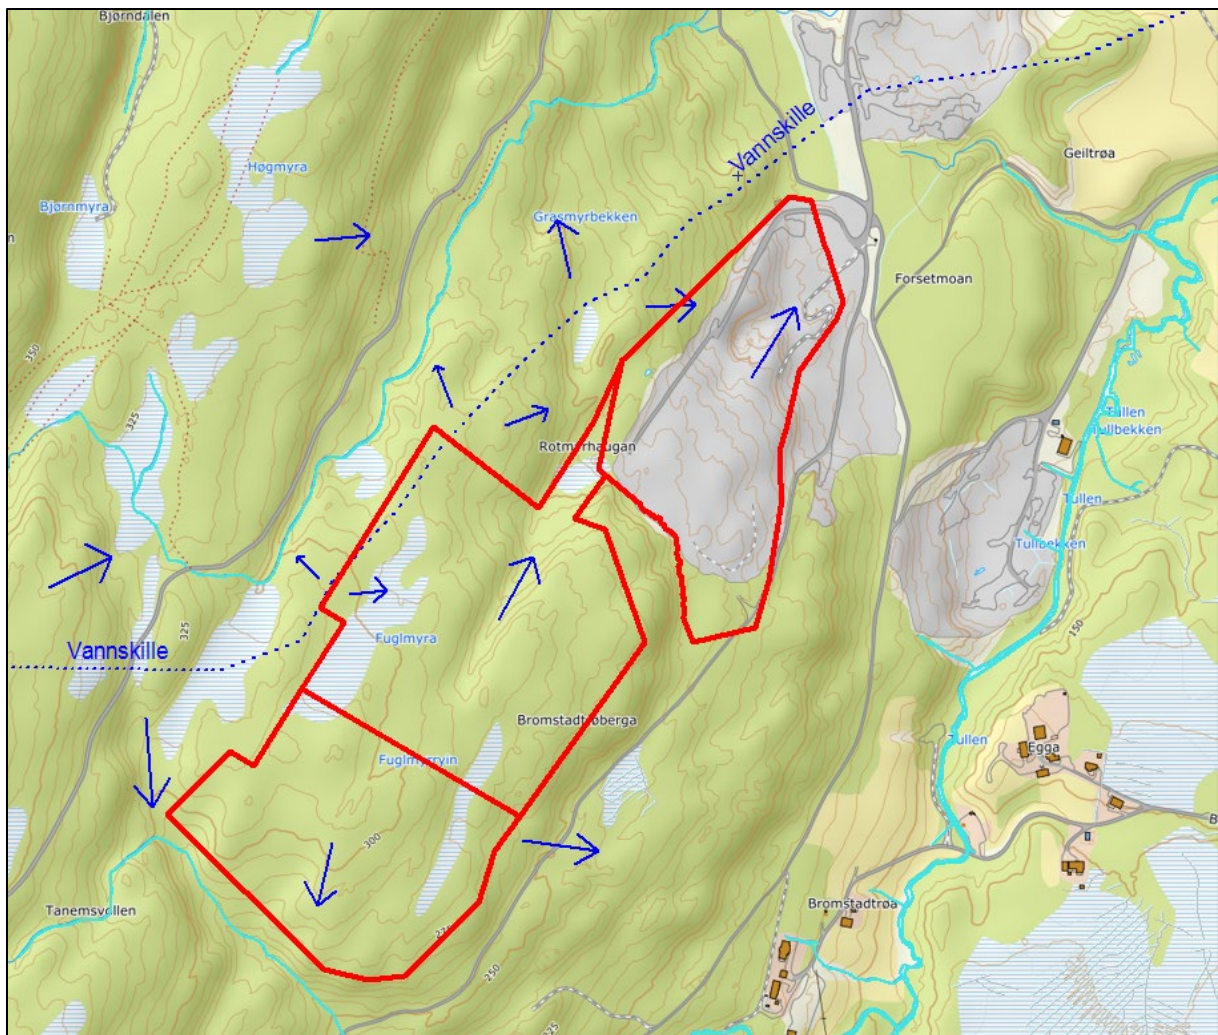 Bjørndalen
Vannskille
Geiltrøa
Høgmyra
Bjørnmyra
Grasmyrbekken
n
Forsetmoan
350
325
Tullen
Tullbekken
Rotmyrhaugan
Tullen
Tullbekken
325
Fuglmyra
150
Vannskille
Bromstadtrøberga
Tullen
Egga
Fuglmyrryin
B
300
Bromstadtrøa
Tanemsvollen
250